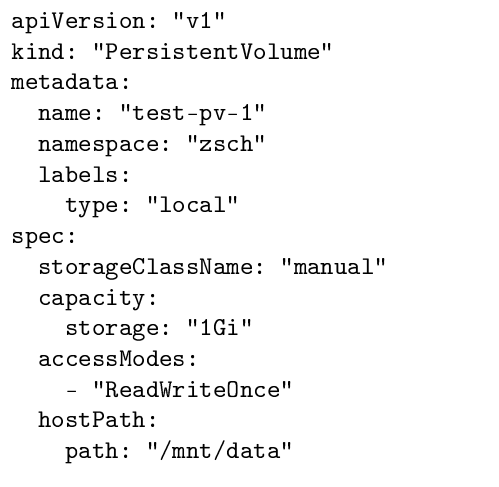 apiVersion: "v1"
kind: "PersistentVolume"
metadata:
  name: "test-pv-1"
  namespace: "zsch"
  labels:
    type: "local"
spec:
  storageClassName: "manual"
  capacity:
    storage: "1Gi"
  accessModes:
    - "ReadWriteOnce"
  hostPath:
    path: "/mnt/data"